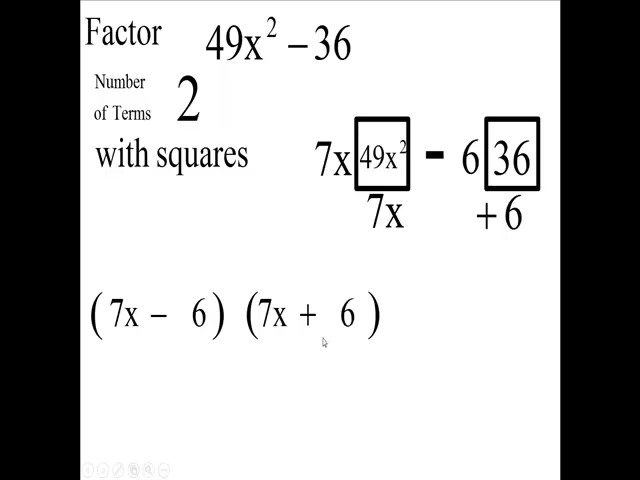 Factor 49x² − 36
Number
of Terms 2
with squares
7x 49x² - 6 36
7x + 6
( 7x − 6 ) ( 7x + 6 )